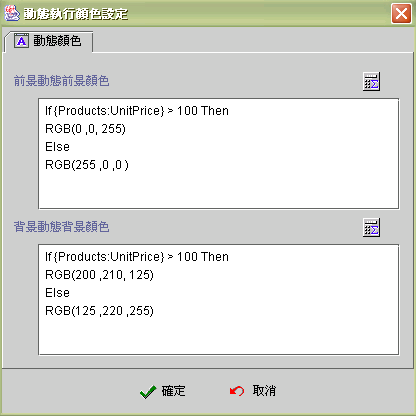 動態執行顏色設定
動態顏色
前景動態前景顏色
If {Products:UnitPrice} > 100 Then
RGB(0 ,0, 255)
Else
RGB(255 ,0 ,0 )
背景動態背景顏色
If {Products:UnitPrice} > 100 Then
RGB(200 ,210, 125)
Else
RGB(125 ,220 ,255)
確定 取消